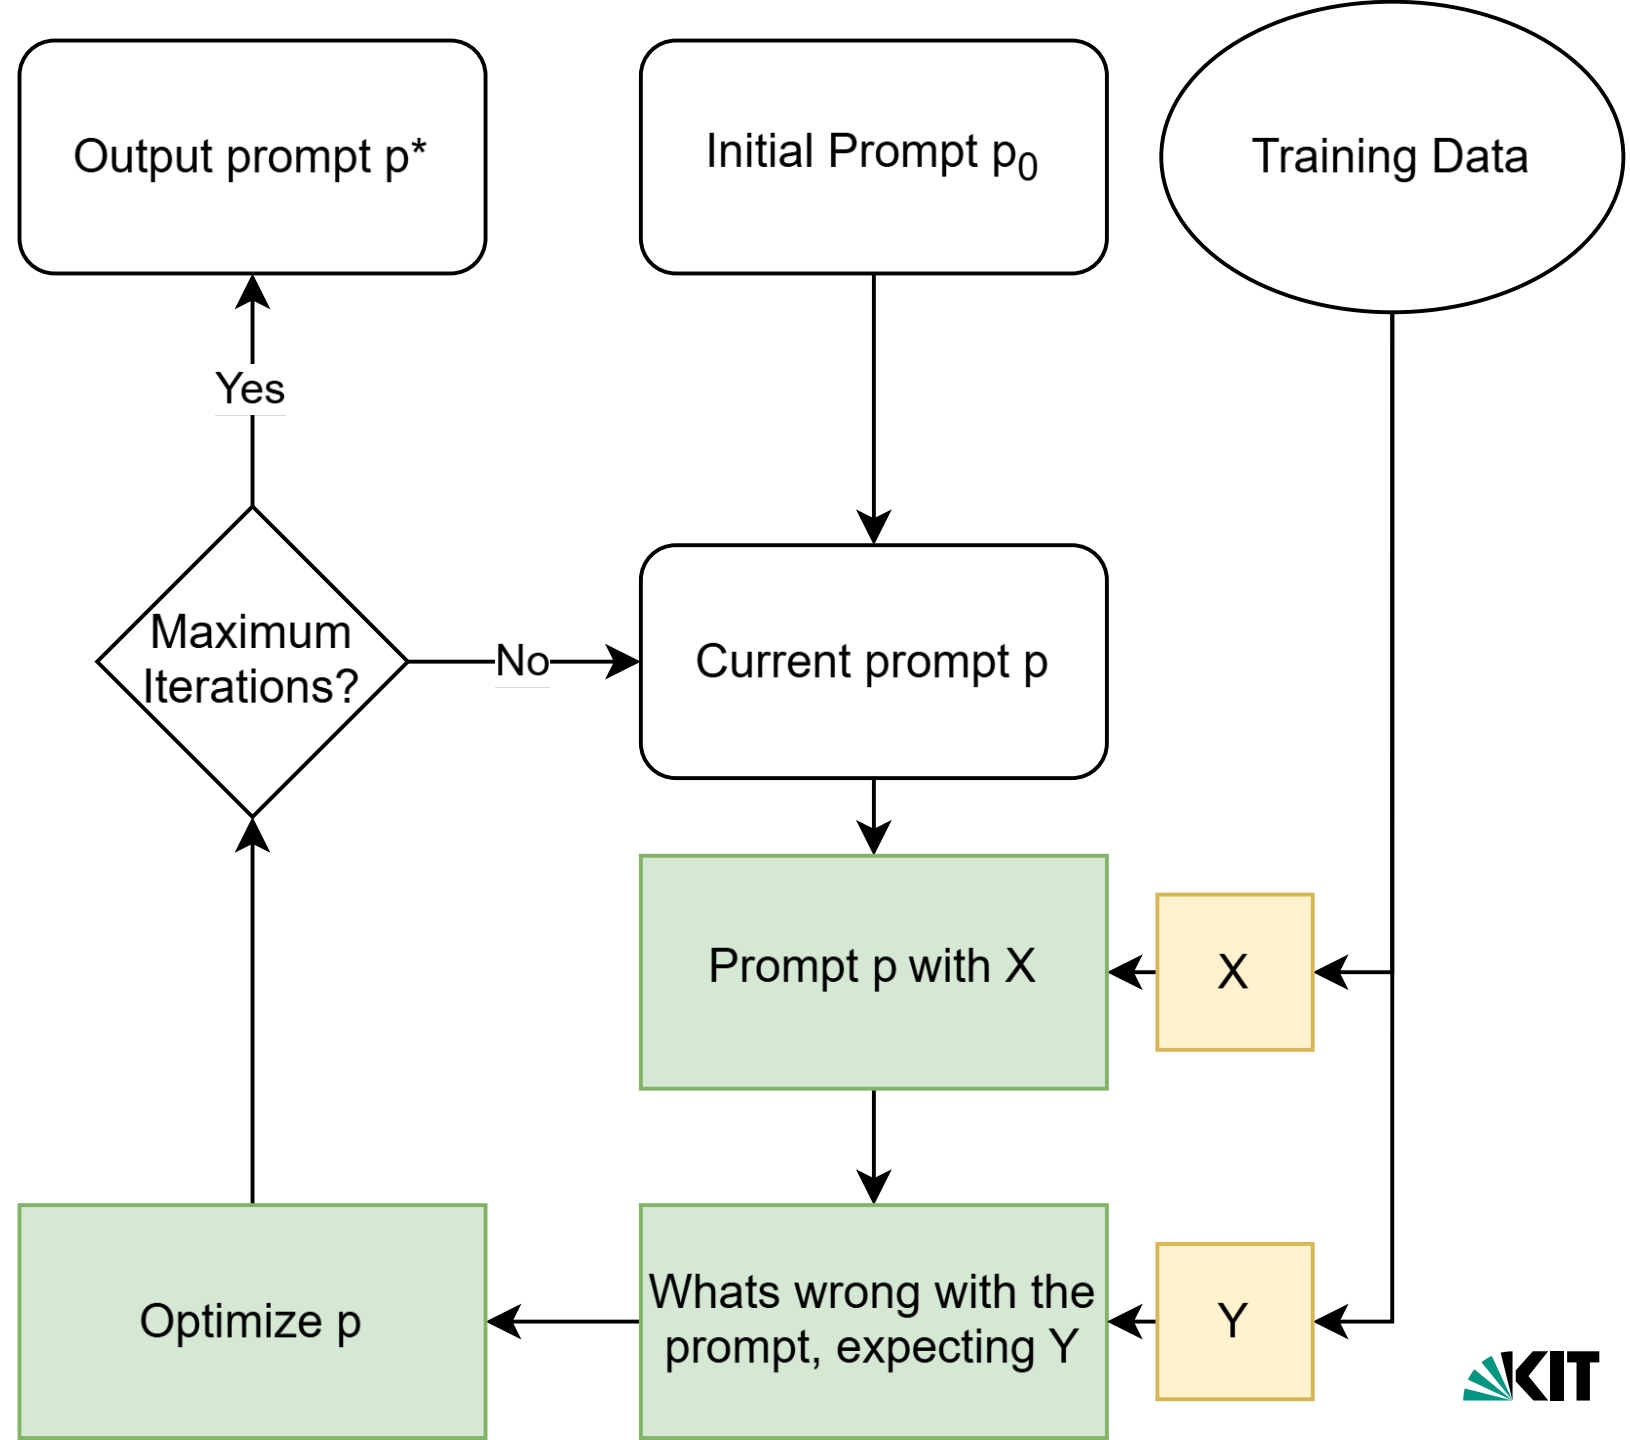 Output prompt p*
Initial Prompt p₀
Training Data
Yes
Maximum
Iterations?
No
Current prompt p
Prompt p with X
X
Optimize p
Whats wrong with the
prompt, expecting Y
Y
KIT